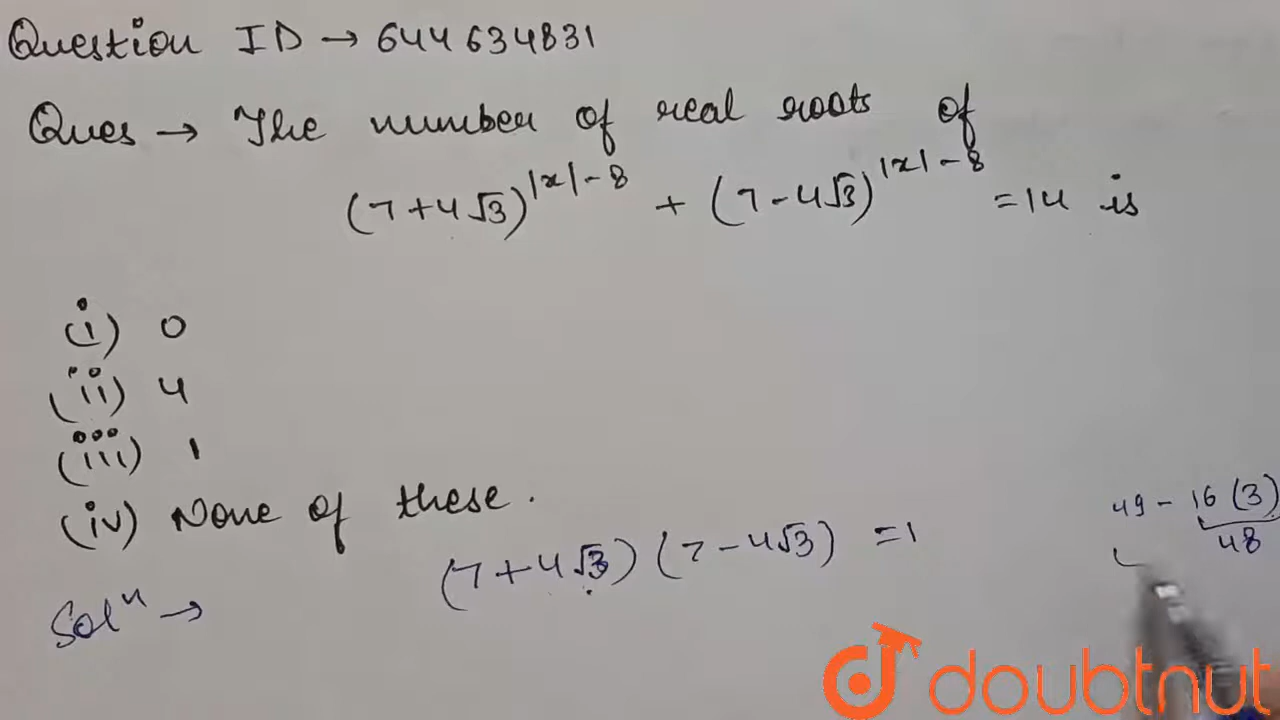 Question ID → 644634831
Ques → The number of real roots of
(7+4√3)^|x|-8 + (7-4√3)^|x|-8 = 14 is
(i) 0
(ii) 4
(iii) 1
(iv) None of these.
49 - 16(3)
48
(7+4√3)(7-4√3) = 1
Solⁿ →
doubtnut